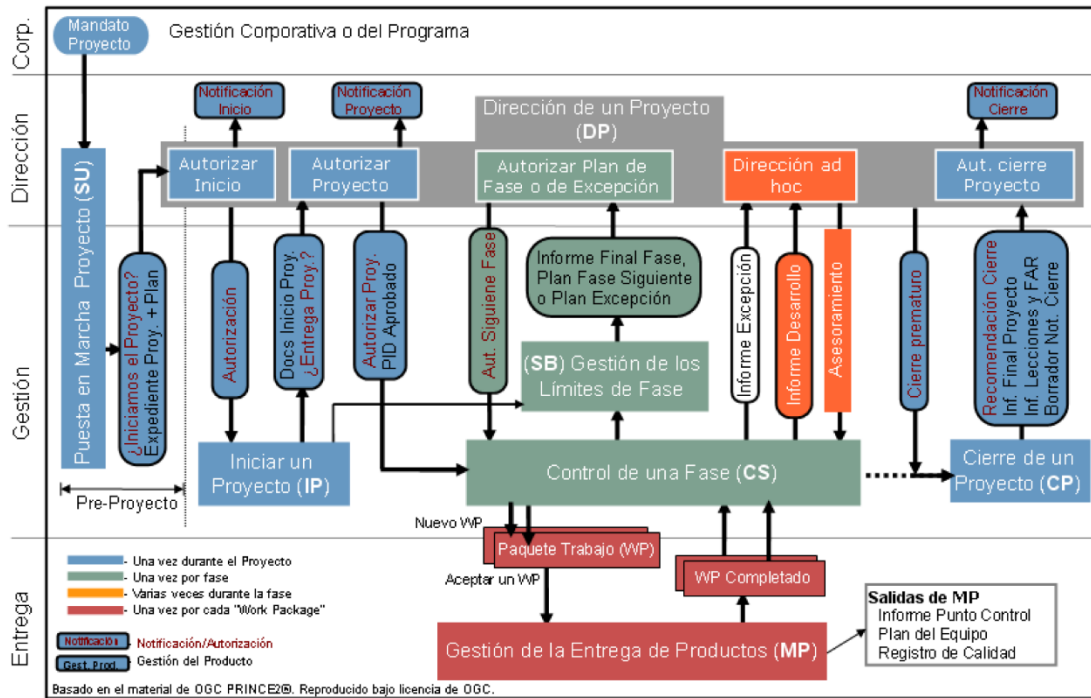 Corp.
Mandato
Proyecto
Gestión Corporativa o del Programa
Dirección
Notificación
Inicio
Notificación
Proyecto
Dirección de un Proyecto
(DP)
Notificación
Cierre
Autorizar
Inicio
Autorizar
Proyecto
Autorizar Plan de
Fase o de Excepción
Dirección ad
hoc
Aut. cierre
Proyecto
Gestión
Puesta en Marcha Proyecto (SU)
¿Iniciamos el Proyecto?
Expediente Proy. + Plan
Autorización
Docs Inicio Proy.
¿Entrega Proy.?
Autorizar Proy.
PID Aprobado
Aut. Siguiene Fase
Informe Final Fase,
Plan Fase Siguiente
o Plan Excepción
Informe Excepción
Informe Desarrollo
Asesoramiento
Cierre prematuro
Recomendación Cierre
Inf. Final Proyecto
Inf. Lecciones y FAR
Borrador Not. Cierre
(SB) Gestión de los
Límites de Fase
Iniciar un
Proyecto (IP)
Control de una Fase (CS)
Cierre de un
Proyecto (CP)
Pre-Proyecto
Nuevo WP
Entrega
Paquete Trabajo (WP)
Aceptar un WP
WP Completado
- Una vez durante el Proyecto
- Una vez por fase
- Varias veces durante la fase
- Una vez por cada "Work Package"
Notificación - Notificación/Autorización
Gest. Prod. - Gestión del Producto
Gestión de la Entrega de Productos (MP)
Salidas de MP
Informe Punto Control
Plan del Equipo
Registro de Calidad
Basado en el material de OGC PRINCE2®. Reproducido bajo licencia de OGC.